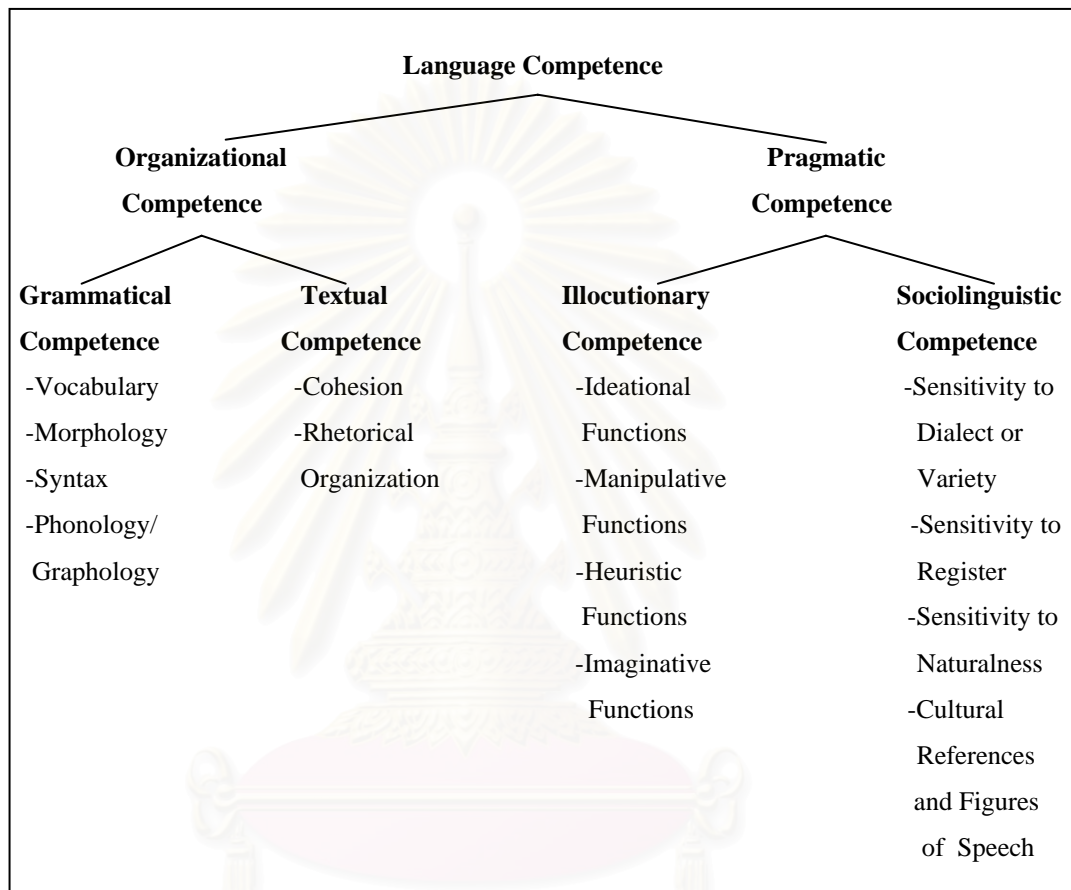 Language Competence
Organizational
Competence
Pragmatic
Competence
Grammatical
Competence
-Vocabulary
-Morphology
-Syntax
-Phonology/
Graphology
Textual
Competence
-Cohesion
-Rhetorical
Organization
Illocutionary
Competence
-Ideational
Functions
-Manipulative
Functions
-Heuristic
Functions
-Imaginative
Functions
Sociolinguistic
Competence
-Sensitivity to
Dialect or
Variety
-Sensitivity to
Register
-Sensitivity to
Naturalness
-Cultural
References
and Figures
of Speech